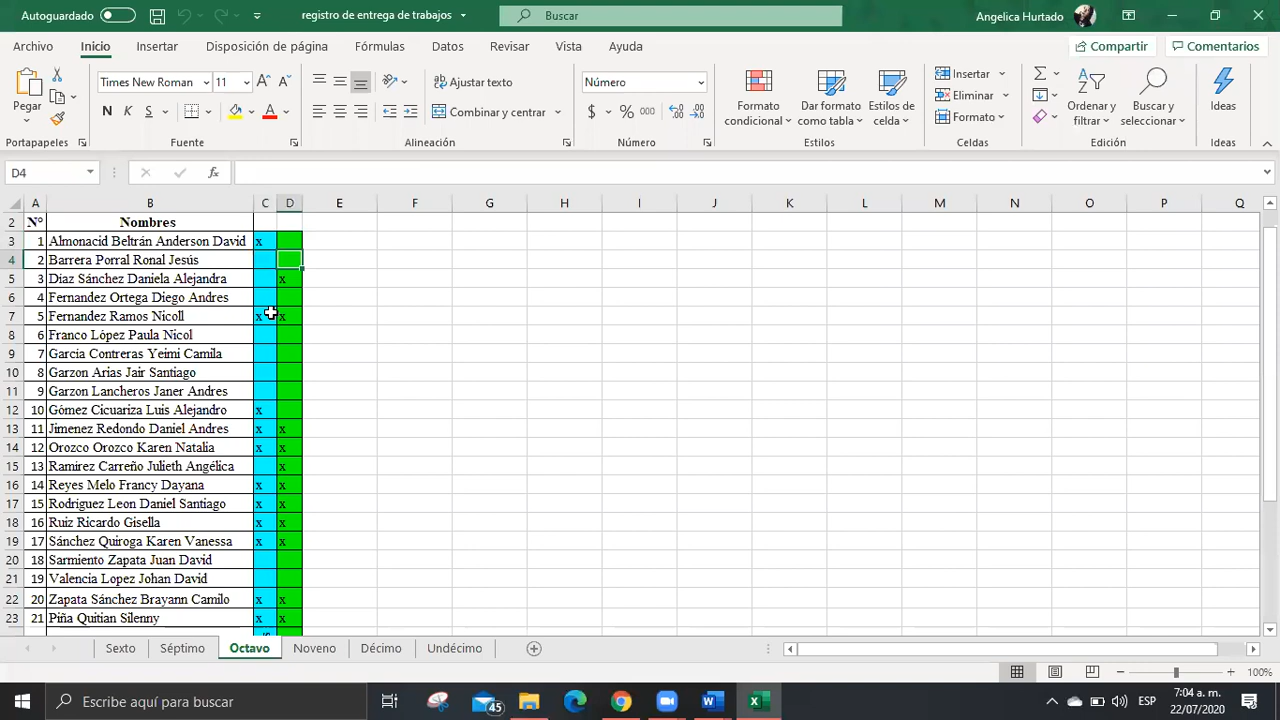 Autoguardado registro de entrega de trabajos Buscar Angelica Hurtado
Archivo Inicio Insertar Disposición de página Fórmulas Datos Revisar Vista Ayuda Compartir Comentarios
Pegar Times New Roman 11 Ajustar texto Número Insertar
N K S Combinar y centrar $ % 000 Formato condicional Dar formato como tabla Estilos de celda Eliminar Formato Ordenar y filtrar Buscar y seleccionar Ideas
Portapapeles Fuente Alineación Número Estilos Celdas Edición Ideas
D4 fx
A B C D E F G H I J K L M N O P Q
2 N° Nombres
3 1 Almonacid Beltrán Anderson David x
4 2 Barrera Porral Ronal Jesús
5 3 Diaz Sánchez Daniela Alejandra x
6 4 Fernandez Ortega Diego Andres
7 5 Fernandez Ramos Nicoll x x
8 6 Franco López Paula Nicol
9 7 Garcia Contreras Yeimi Camila
10 8 Garzon Arias Jair Santiago
11 9 Garzon Lancheros Janer Andres
12 10 Gómez Cicuariza Luis Alejandro x
13 11 Jimenez Redondo Daniel Andres x x
14 12 Orozco Orozco Karen Natalia x x
15 13 Ramirez Carreño Julieth Angélica x
16 14 Reyes Melo Francy Dayana x x
17 15 Rodriguez Leon Daniel Santiago x x
18 16 Ruiz Ricardo Gisella x x
19 17 Sánchez Quiroga Karen Vanessa x x
20 18 Sarmiento Zapata Juan David
21 19 Valencia Lopez Johan David
22 20 Zapata Sánchez Brayann Camilo x x
23 21 Piña Quitian Silenny x x
Sexto Séptimo Octavo Noveno Décimo Undécimo
100%
Escribe aquí para buscar 45 ESP 7:04 a. m.
22/07/2020